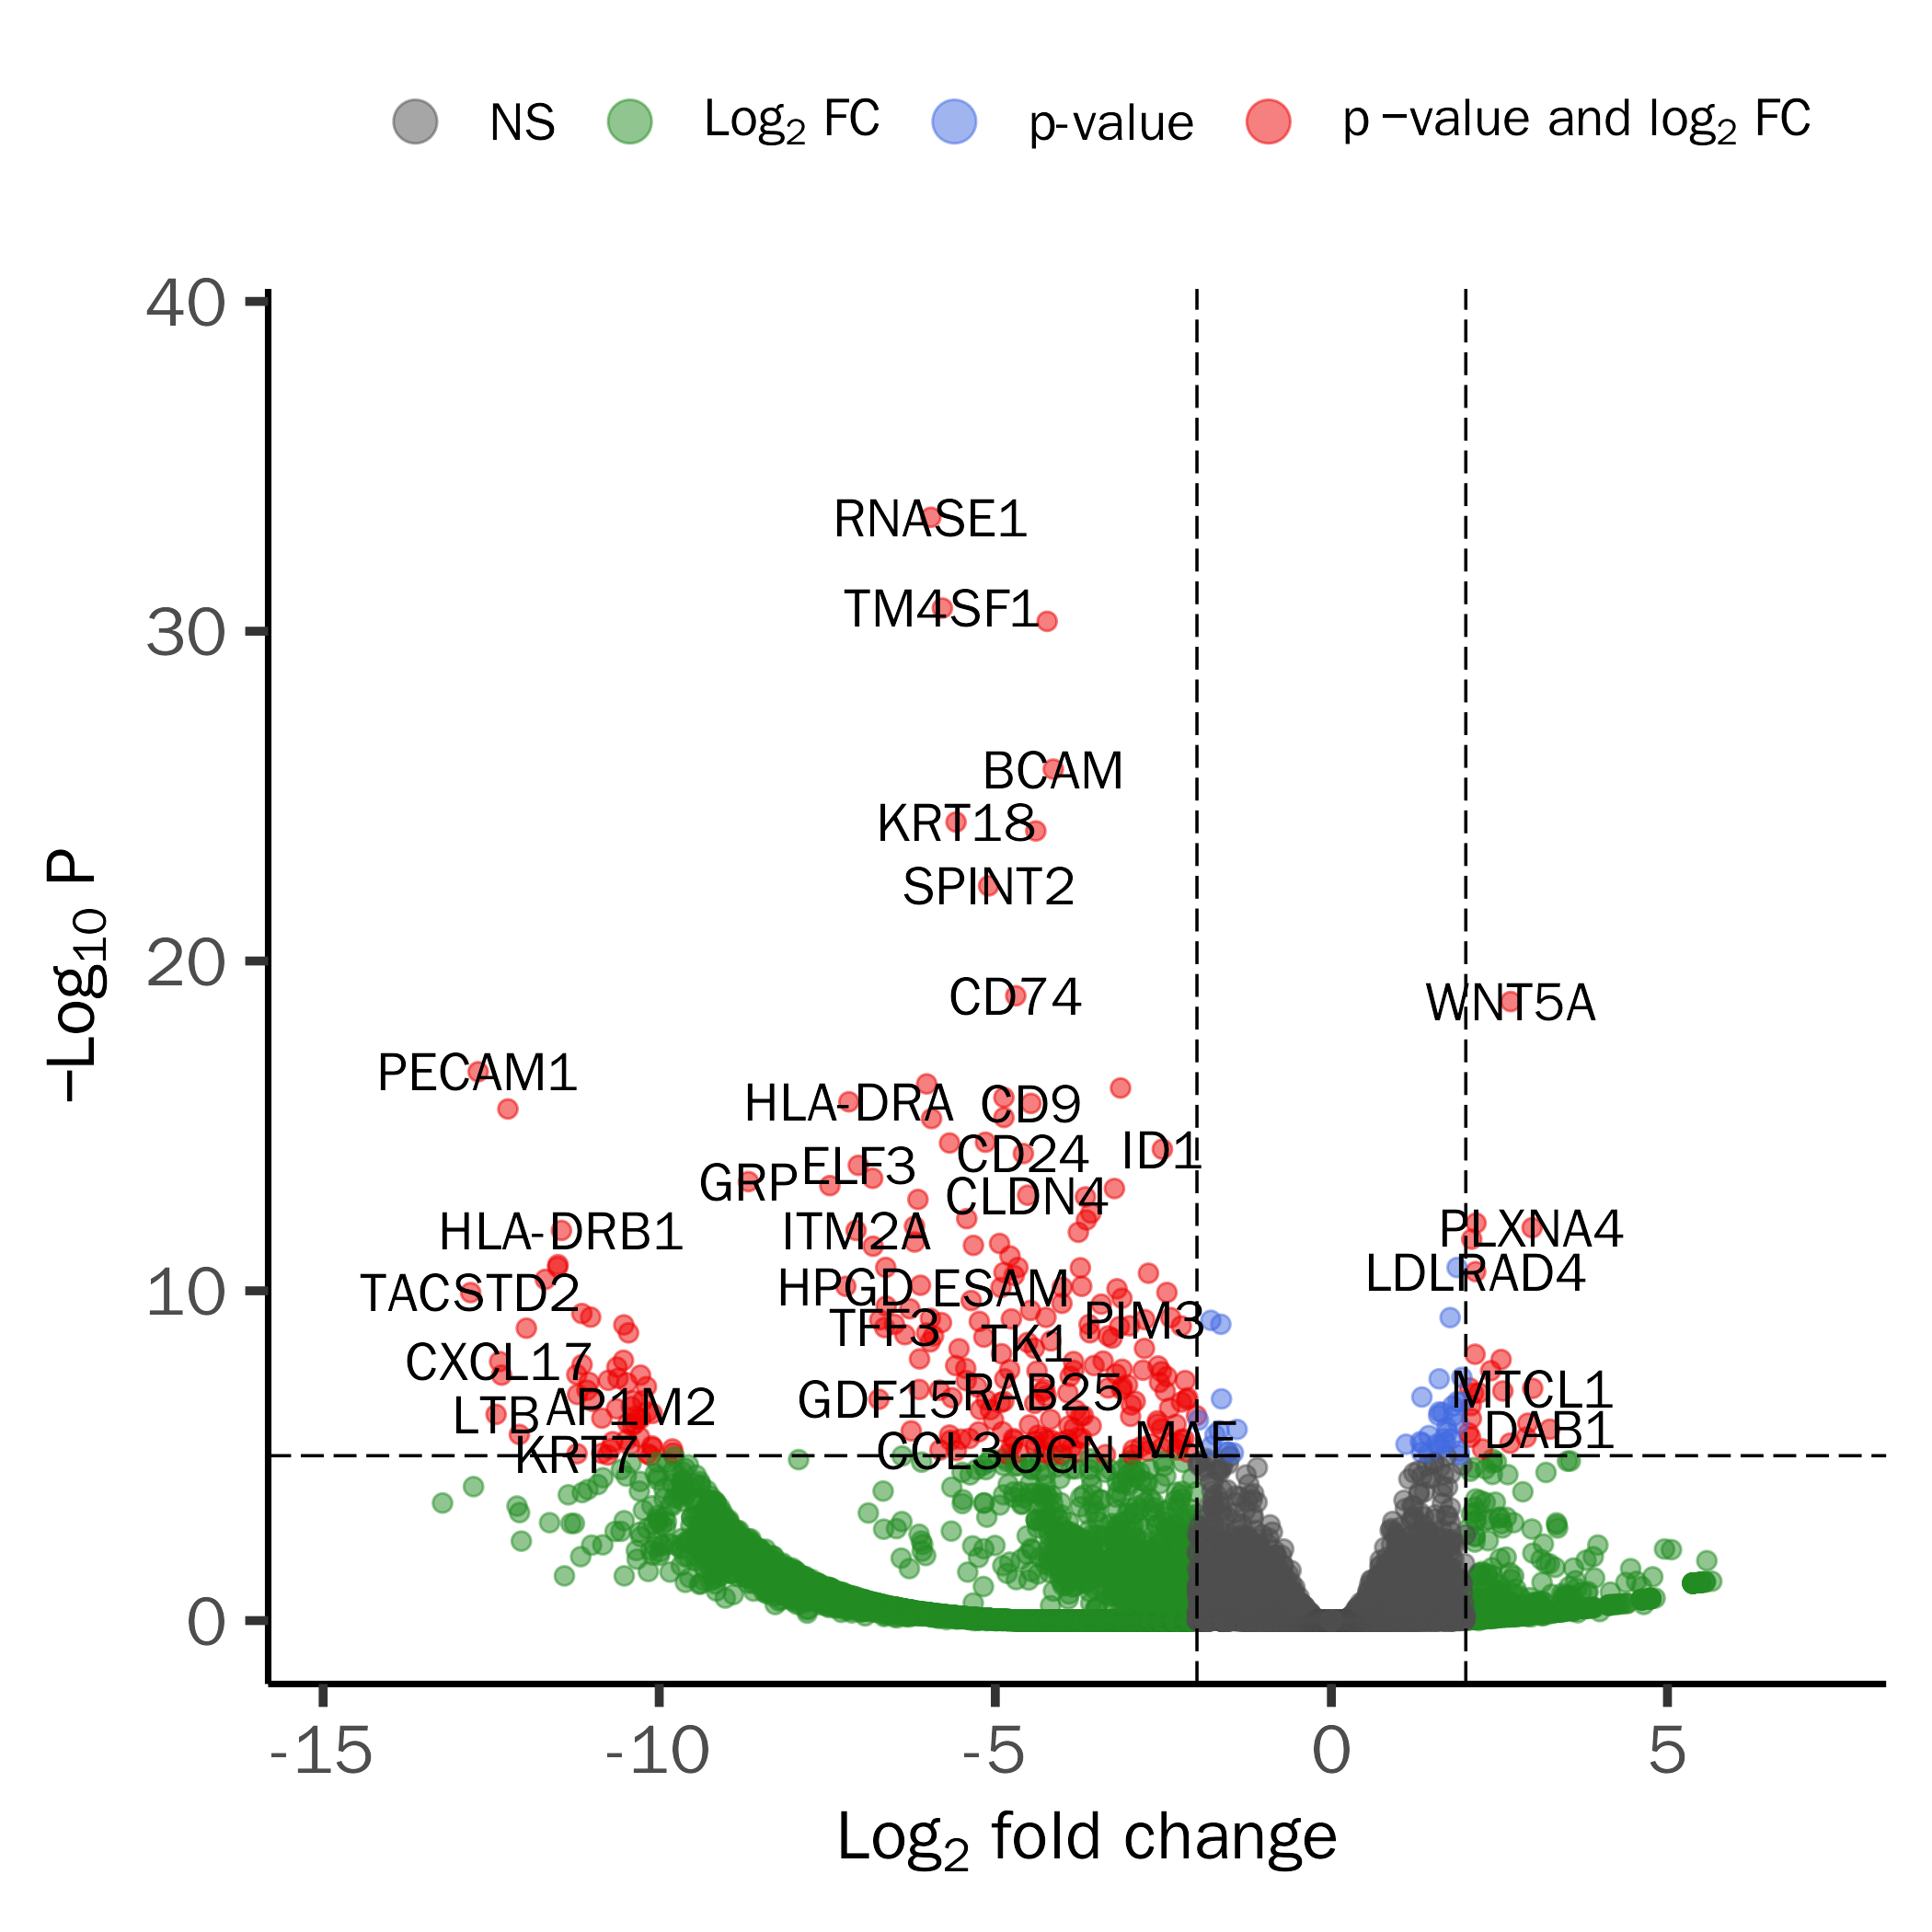 NS Log2 FC p-value p −value and log2 FC
40
30
20
10
0
−Log10 P
RNASE1
TM4SF1
BCAM
KRT18
SPINT2
CD74
WNT5A
PECAM1
HLA-DRA CD9
CD24 ID1
GRP ELF3
CLDN4
HLA-DRB1 ITM2A PLXNA4
LDLRAD4
TACSTD2 HPGD ESAM
TFF3 TK1 PIM3
CXCL17
LTB AP1M2 GDF15 RAB25 MTCL1
DAB1
KRT7 CCL3 OGN MAF
-15 -10 -5 0 5
Log2 fold change